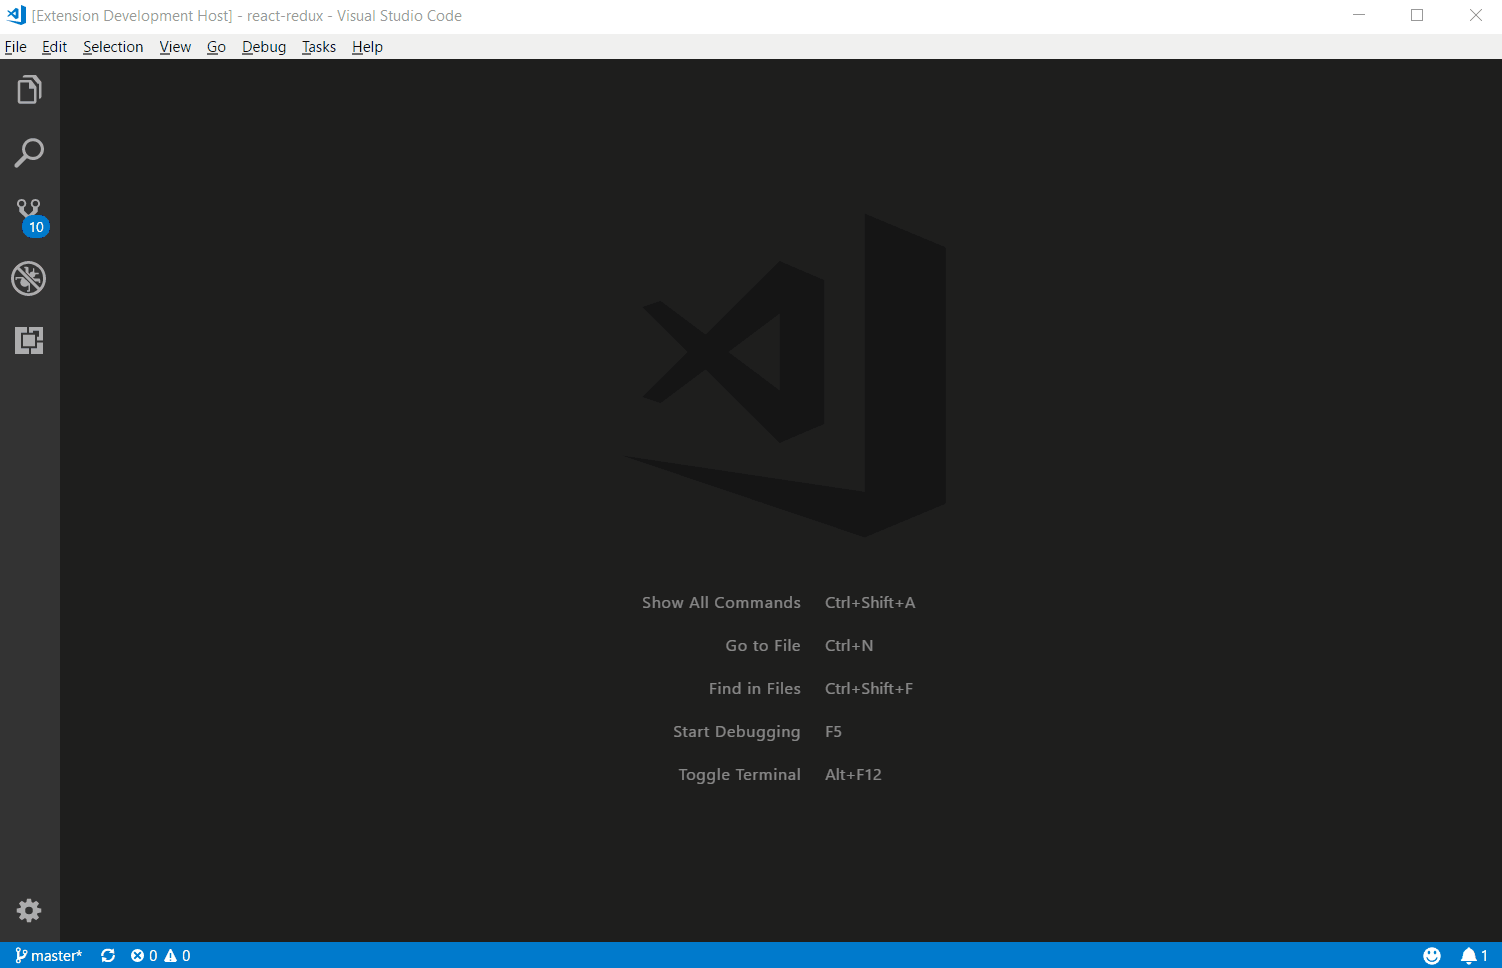 [Extension Development Host] - react-redux - Visual Studio Code
File Edit Selection View Go Debug Tasks Help
10
Show All Commands Ctrl+Shift+A
Go to File Ctrl+N
Find in Files Ctrl+Shift+F
Start Debugging F5
Toggle Terminal Alt+F12
master* 0 0 1